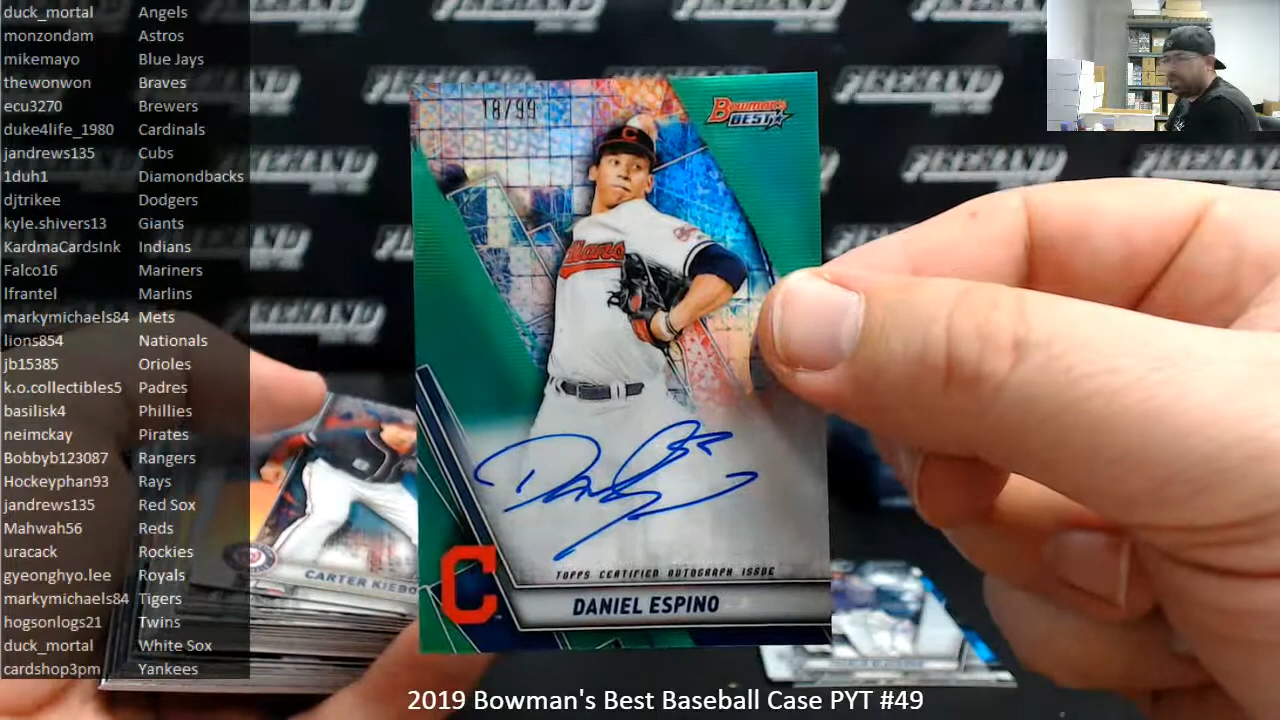 duck_mortal Angels
monzondam Astros
mikemayo Blue Jays
thewonwon Braves
ecu3270 Brewers
duke4life_1980 Cardinals
jandrews135 Cubs
1duh1 Diamondbacks
djtrikee Dodgers
kyle.shivers13 Giants
KardmaCardsInk Indians
Falco16 Mariners
lfrantel Marlins
markymichaels84 Mets
lions854 Nationals
jb15385 Orioles
k.o.collectibles5 Padres
basilisk4 Phillies
neimckay Pirates
Bobbyb123087 Rangers
Hockeyphan93 Rays
jandrews135 Red Sox
Mahwah56 Reds
uracack Rockies
gyeonghyo.lee Royals
markymichaels84 Tigers
hogsonlogs21 Twins
duck_mortal White Sox
cardshop3pm Yankees
18/99
Bowman's
BEST
C
TOPPS CERTIFIED AUTOGRAPH ISSUE
DANIEL ESPINO
C
CARTER KIEBO
FIREHAND
2019 Bowman's Best Baseball Case PYT #49